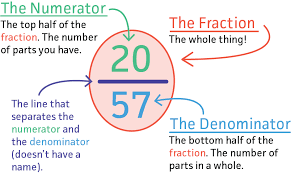 The Numerator
The top half of the
fraction. The number
of parts you have.
The Fraction
The whole thing!
20
57
The line that
separates the
numerator and
the denominator
(doesn't have a
name).
The Denominator
The bottom half of the
fraction. The number of
parts in a whole.